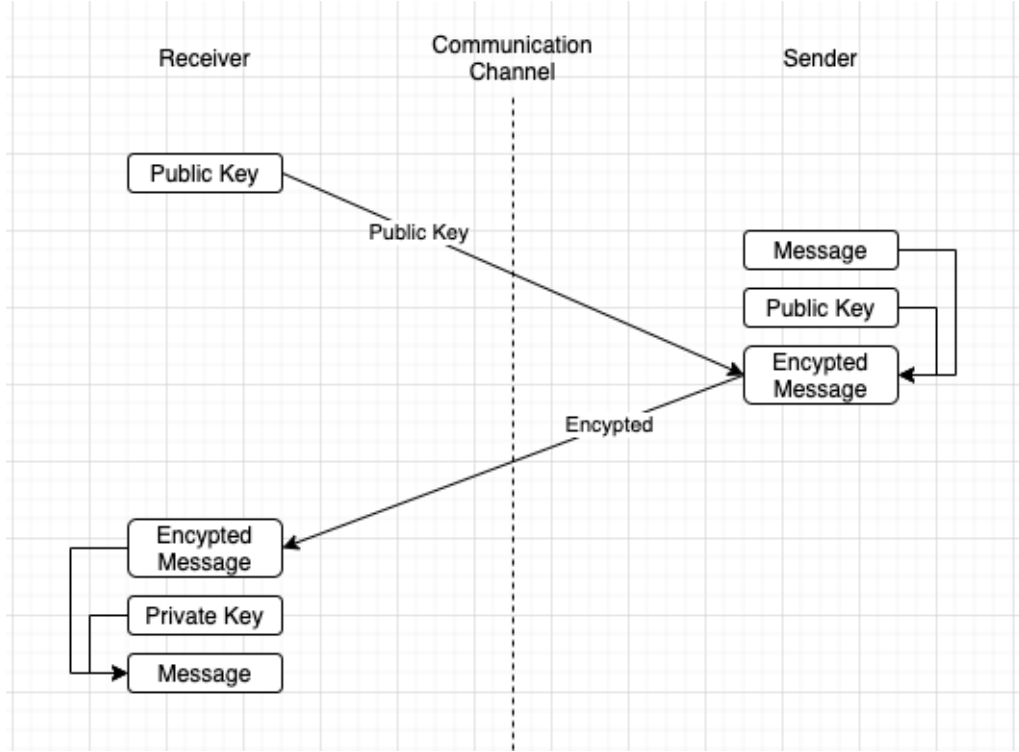 Receiver
Communication
Channel
Sender
Public Key
Public Key
Message
Public Key
Encypted
Message
Encypted
Encypted
Message
Private Key
Message